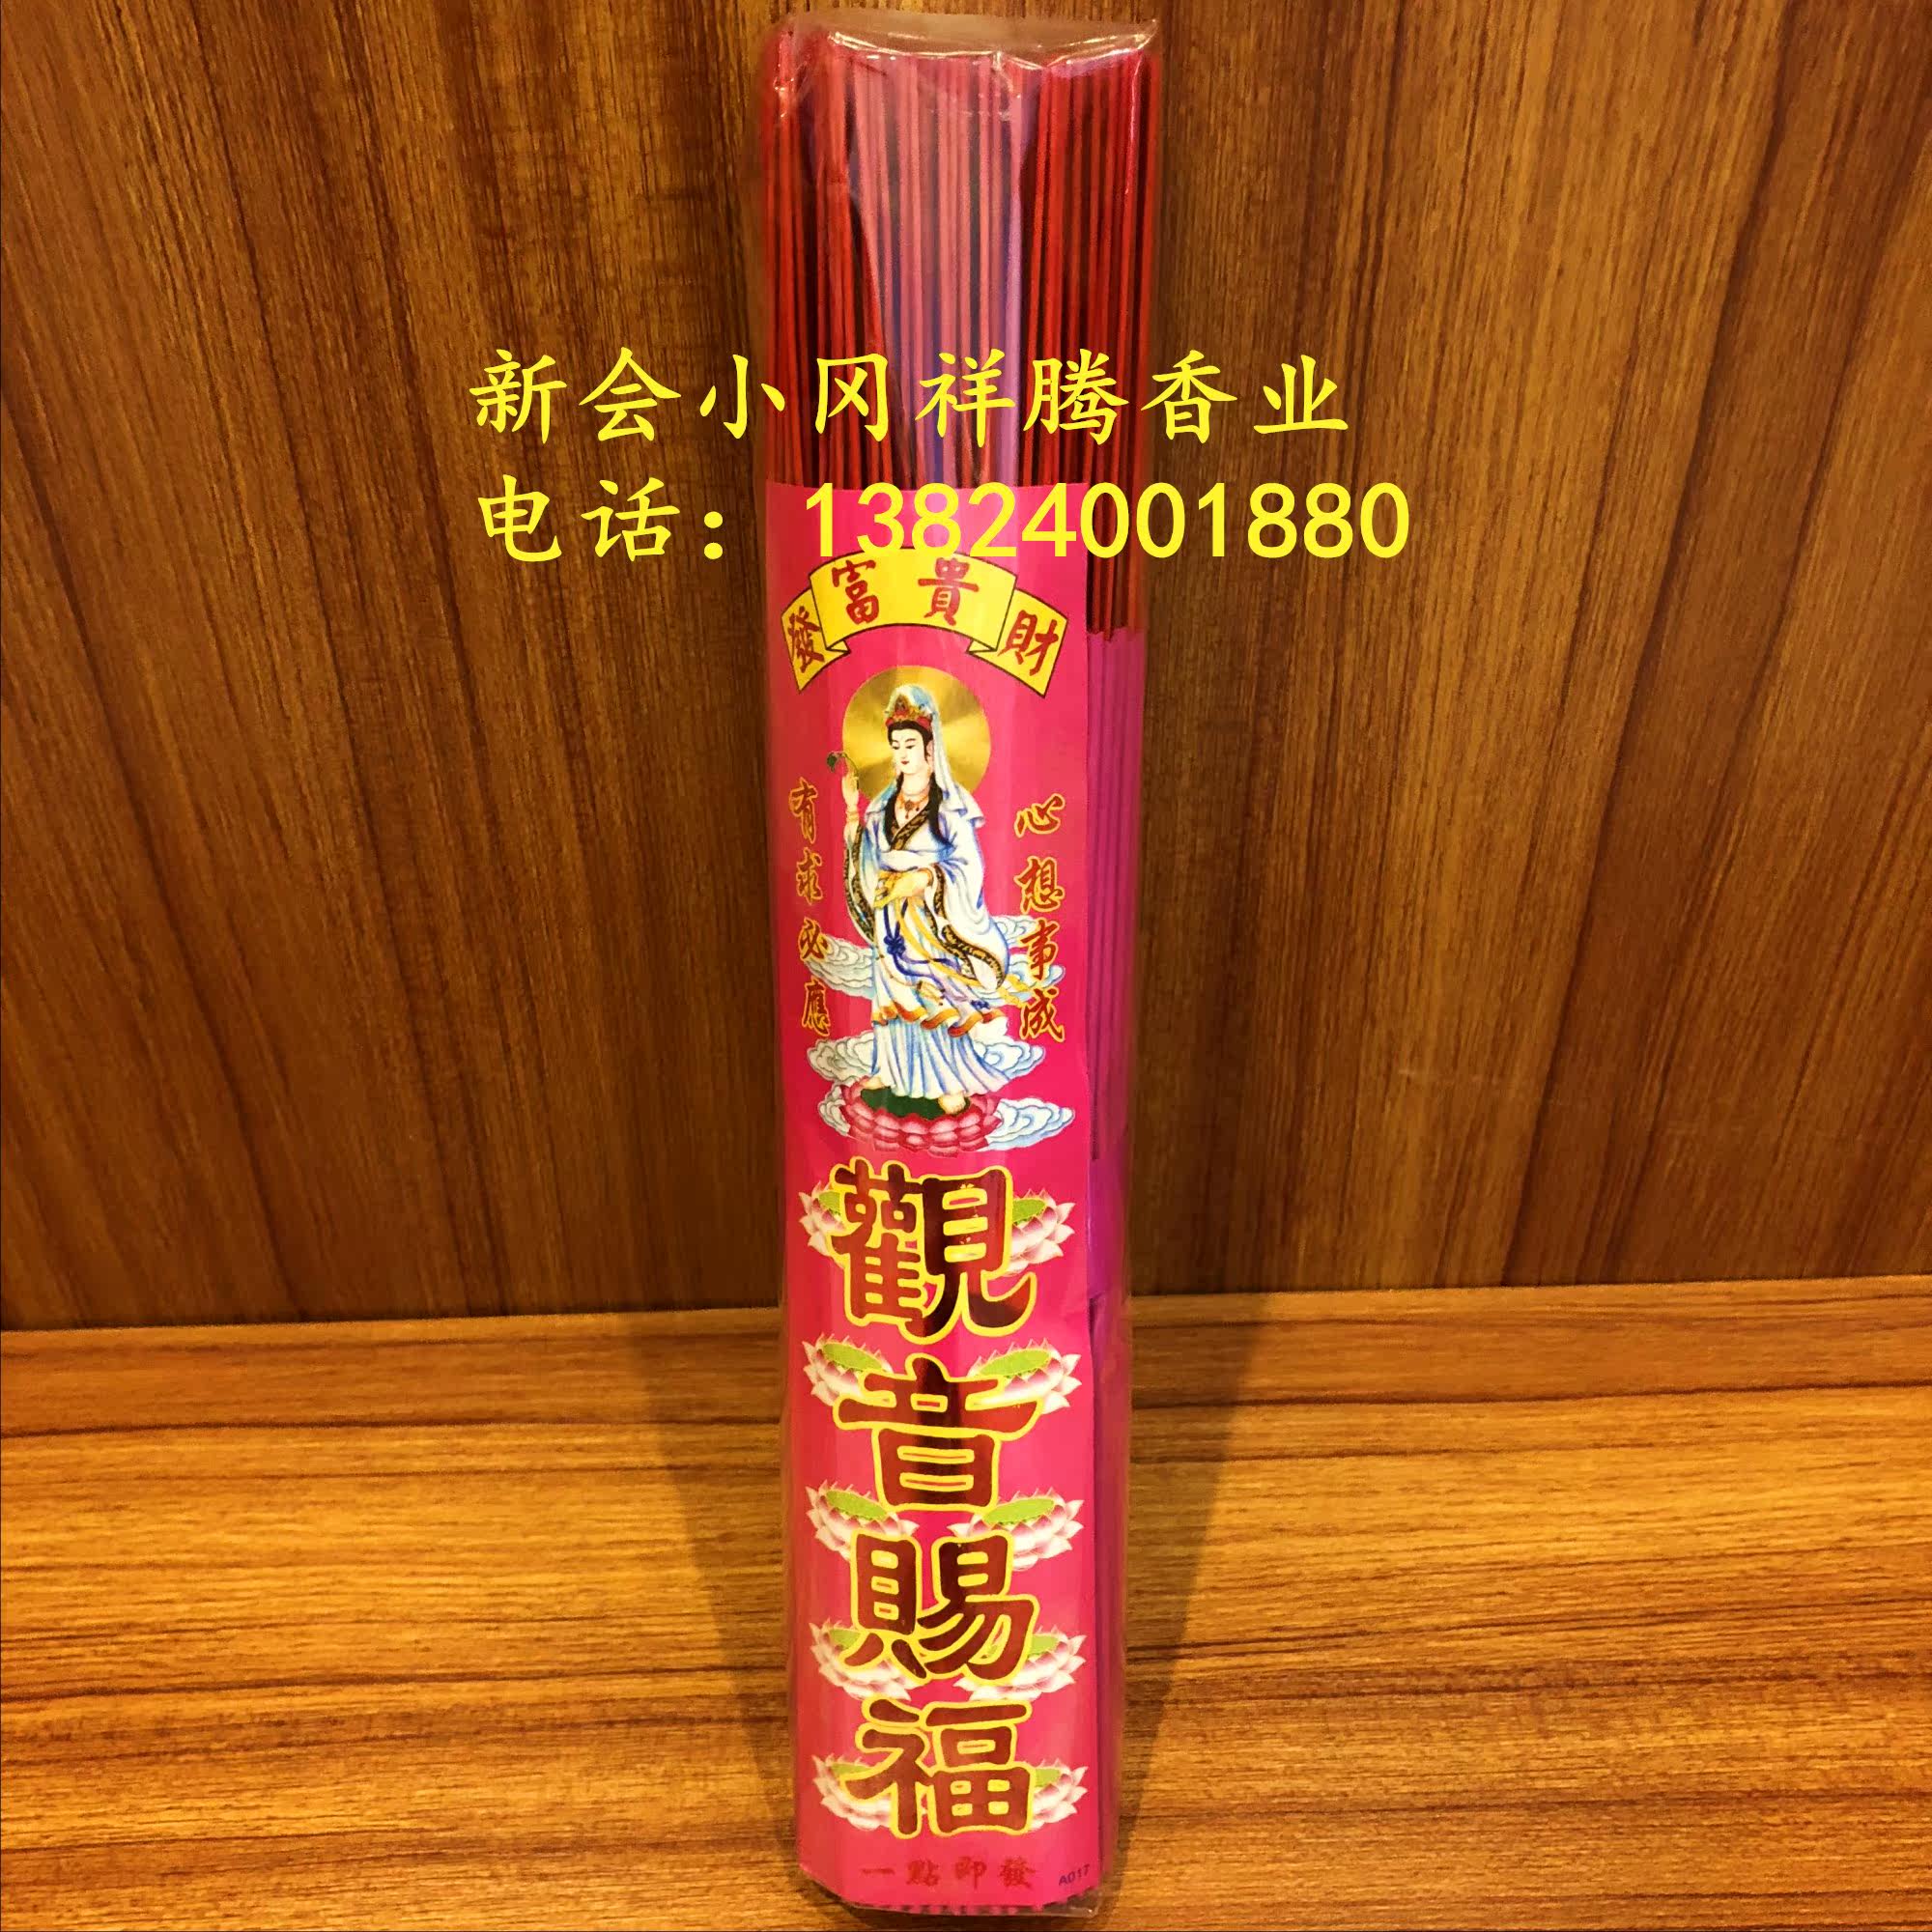 新会小冈祥腾香业
电话：13824001880
富貴
發財
有求必應
心想事成
觀音賜福
一點即發
A017